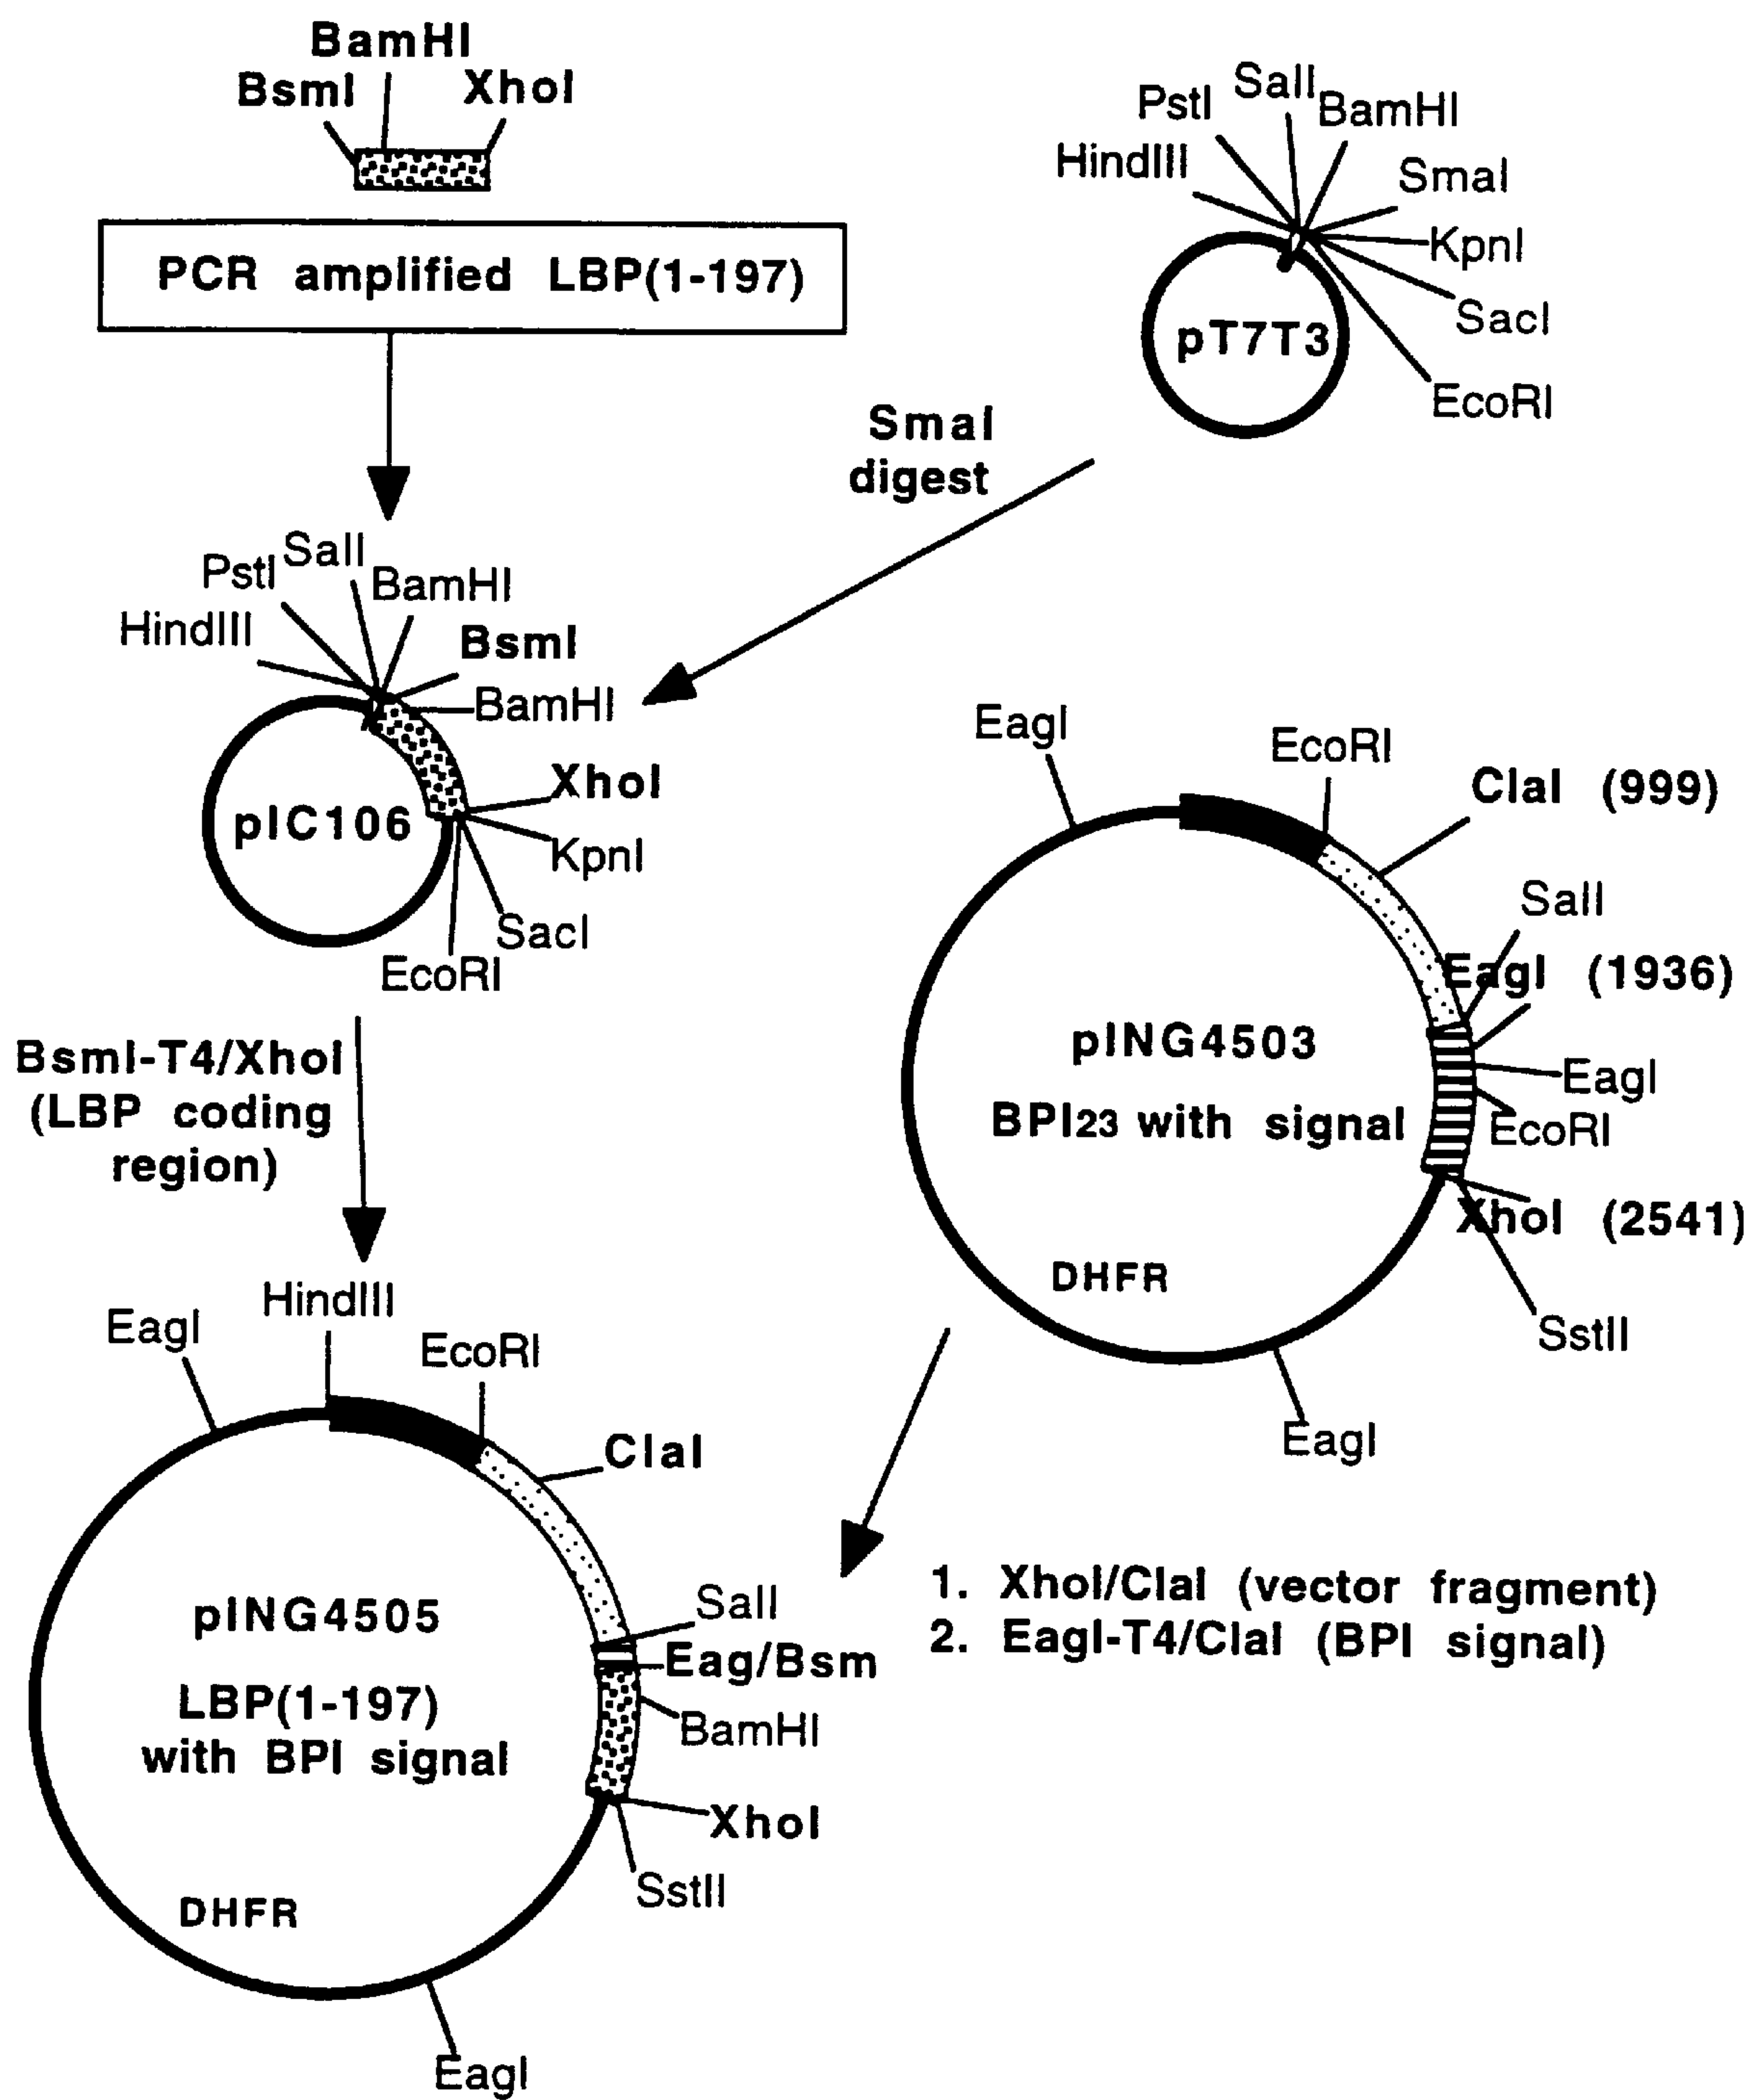 BamHI
BsmI
XhoI
PCR amplified LBP(1-197)
PstI
SalI
BamHI
HindIII
SmaI
KpnI
SacI
EcoRI
pT7T3
SmaI
digest
PstI
SalI
BamHI
HindIII
BsmI
BamHI
XhoI
KpnI
SacI
EcoRI
pIC106
BsmI-T4/XhoI
(LBP coding
region)
EagI
EcoRI
ClaI (999)
SalI
EagI (1936)
EagI
EcoRI
XhoI (2541)
SstII
EagI
pING4503
BPI23 with signal
DHFR
1. XhoI/ClaI (vector fragment)
2. EagI-T4/ClaI (BPI signal)
EagI
HindIII
EcoRI
ClaI
SalI
Eag/Bsm
BamHI
XhoI
SstII
EagI
pING4505
LBP(1-197)
with BPI signal
DHFR